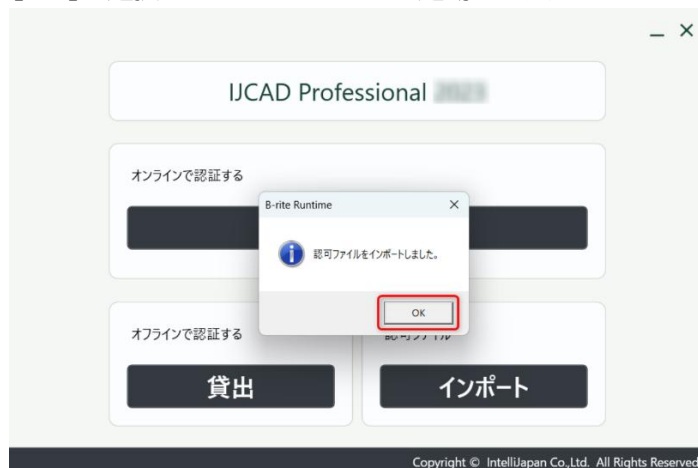 IJCAD Professional
オンラインで認証する
B-rite Runtime
認可ファイルをインポートしました。
OK
オフラインで認証する
貸出
インポート
Copyright © IntelliJapan Co.,Ltd. All Rights Reserved